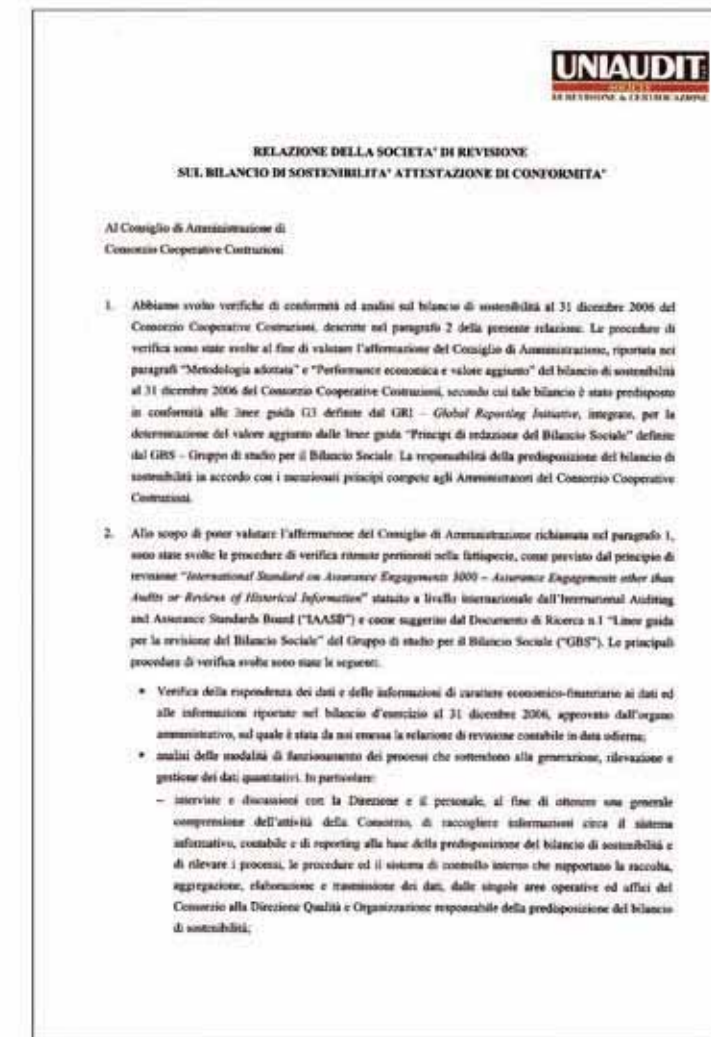 UNIAUDIT
SOCIETÀ
DI REVISIONE & CERTIFICAZIONE
RELAZIONE DELLA SOCIETA' DI REVISIONE
SUL BILANCIO DI SOSTENIBILITA' ATTESTAZIONE DI CONFORMITA'
Al Consiglio di Amministrazione di
Consorzio Cooperative Costruzioni
1. Abbiamo svolto verifiche di conformità ed analisi sul bilancio di sostenibilità al 31 dicembre 2006 del
Consorzio Cooperative Costruzioni, descritte nel paragrafo 2 della presente relazione. Le procedure di
verifica sono state svolte al fine di valutare l'affermazione del Consiglio di Amministrazione, riportata nei
paragrafi "Metodologia adottata" e "Performance economica e valore aggiunto" del bilancio di sostenibilità
al 31 dicembre 2006 del Consorzio Cooperative Costruzioni, secondo cui tale bilancio è stato predisposto
in conformità alle linee guida G3 definite dal GRI – Global Reporting Initiative, integrate, per la
determinazione del valore aggiunto dalle linee guida "Principi di redazione del Bilancio Sociale" definite
dal GBS – Gruppo di studio per il Bilancio Sociale. La responsabilità della predisposizione del bilancio di
sostenibilità in accordo con i menzionati principi compete agli Amministratori del Consorzio Cooperative
Costruzioni.
2. Allo scopo di poter valutare l'affermazione del Consiglio di Amministrazione richiamata nel paragrafo 1,
sono state svolte le procedure di verifica ritenute pertinenti nella fattispecie, come previsto dal principio di
revisione "International Standard on Assurance Engagements 3000 – Assurance Engagements other than
Audits or Reviews of Historical Information" statuito a livello internazionale dall'International Auditing
and Assurance Standards Board ("IAASB") e come suggerito dal Documento di Ricerca n.1 "Linee guida
per la revisione del Bilancio Sociale" del Gruppo di studio per il Bilancio Sociale ("GBS"). Le principali
procedure di verifica svolte sono state le seguenti:
• Verifica della rispondenza dei dati e delle informazioni di carattere economico-finanziario ai dati ed
alle informazioni riportate nel bilancio d'esercizio al 31 dicembre 2006, approvato dall'organo
amministrativo, sul quale è stata da noi emessa la relazione di revisione contabile in data odierna;
• analisi delle modalità di funzionamento dei processi che sottendono alla generazione, rilevazione e
gestione dei dati quantitativi. In particolare:
– interviste e discussioni con la Direzione e il personale, al fine di ottenere una generale
comprensione dell'attività della Consorzio, di raccogliere informazioni circa il sistema
informativo, contabile e di reporting alla base della predisposizione del bilancio di sostenibilità e
di rilevare i processi, le procedure ed il sistema di controllo interno che supportano la raccolta,
aggregazione, elaborazione e trasmissione dei dati, dalle singole aree operative ed uffici del
Consorzio alla Direzione Qualità e Organizzazione responsabile della predisposizione del bilancio
di sostenibilità;